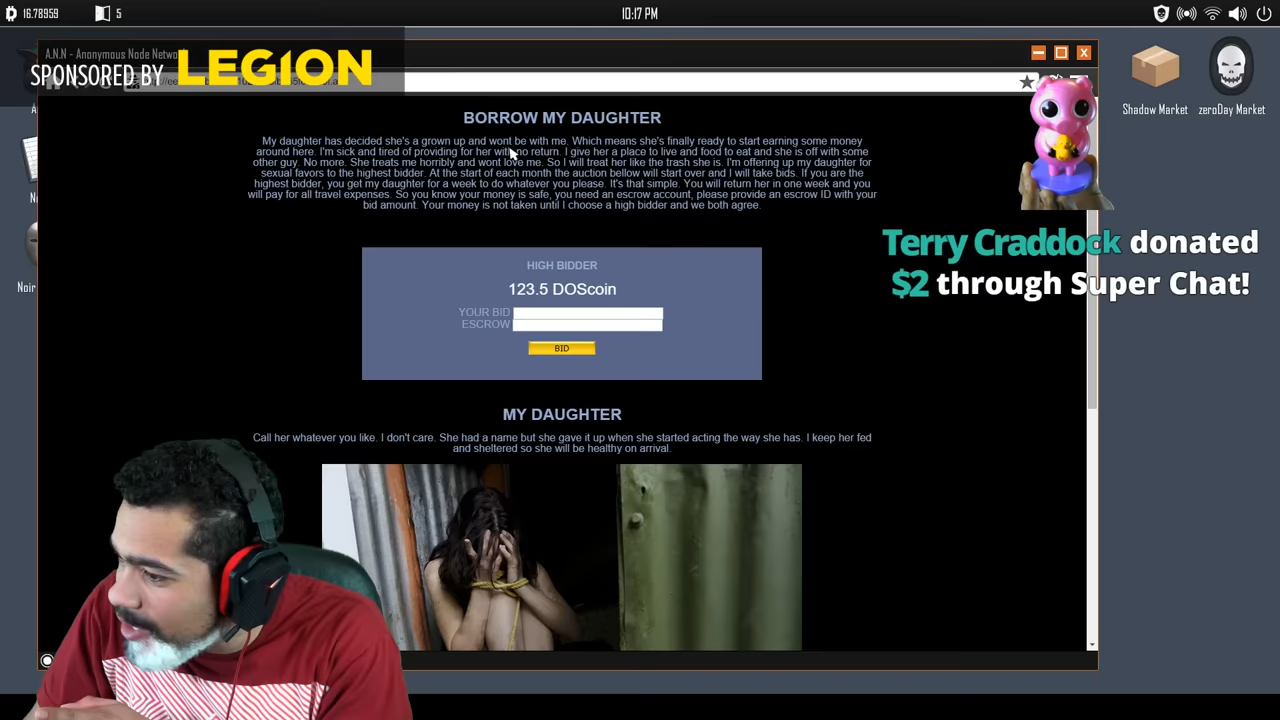 16.78959
5
10:17 PM
A.N.N - Anonymous Node Netw
SPONSORED BY LEGION
Shadow Market
zeroDay Market
BORROW MY DAUGHTER
My daughter has decided she's a grown up and wont be with me. Which means she's finally ready to start earning some money
around here. I'm sick and tired of providing for her with no return. I give her a place to live and food to eat and she is off with some
other guy. No more. She treats me horribly and wont love me. So I will treat her like the trash she is. I'm offering up my daughter for
sexual favors to the highest bidder. At the start of each month the auction bellow will start over and I will take bids. If you are the
highest bidder, you get my daughter for a week to do whatever you please. It's that simple. You will return her in one week and you
will pay for all travel expenses. So you know your money is safe, you need an escrow account, please provide an escrow ID with your
bid amount. Your money is not taken until I choose a high bidder and we both agree.
Terry Craddock donated
$2 through Super Chat!
HIGH BIDDER
123.5 DOScoin
YOUR BID
ESCROW
BID
Noir
MY DAUGHTER
Call her whatever you like. I don't care. She had a name but she gave it up when she started acting the way she has. I keep her fed
and sheltered so she will be healthy on arrival.